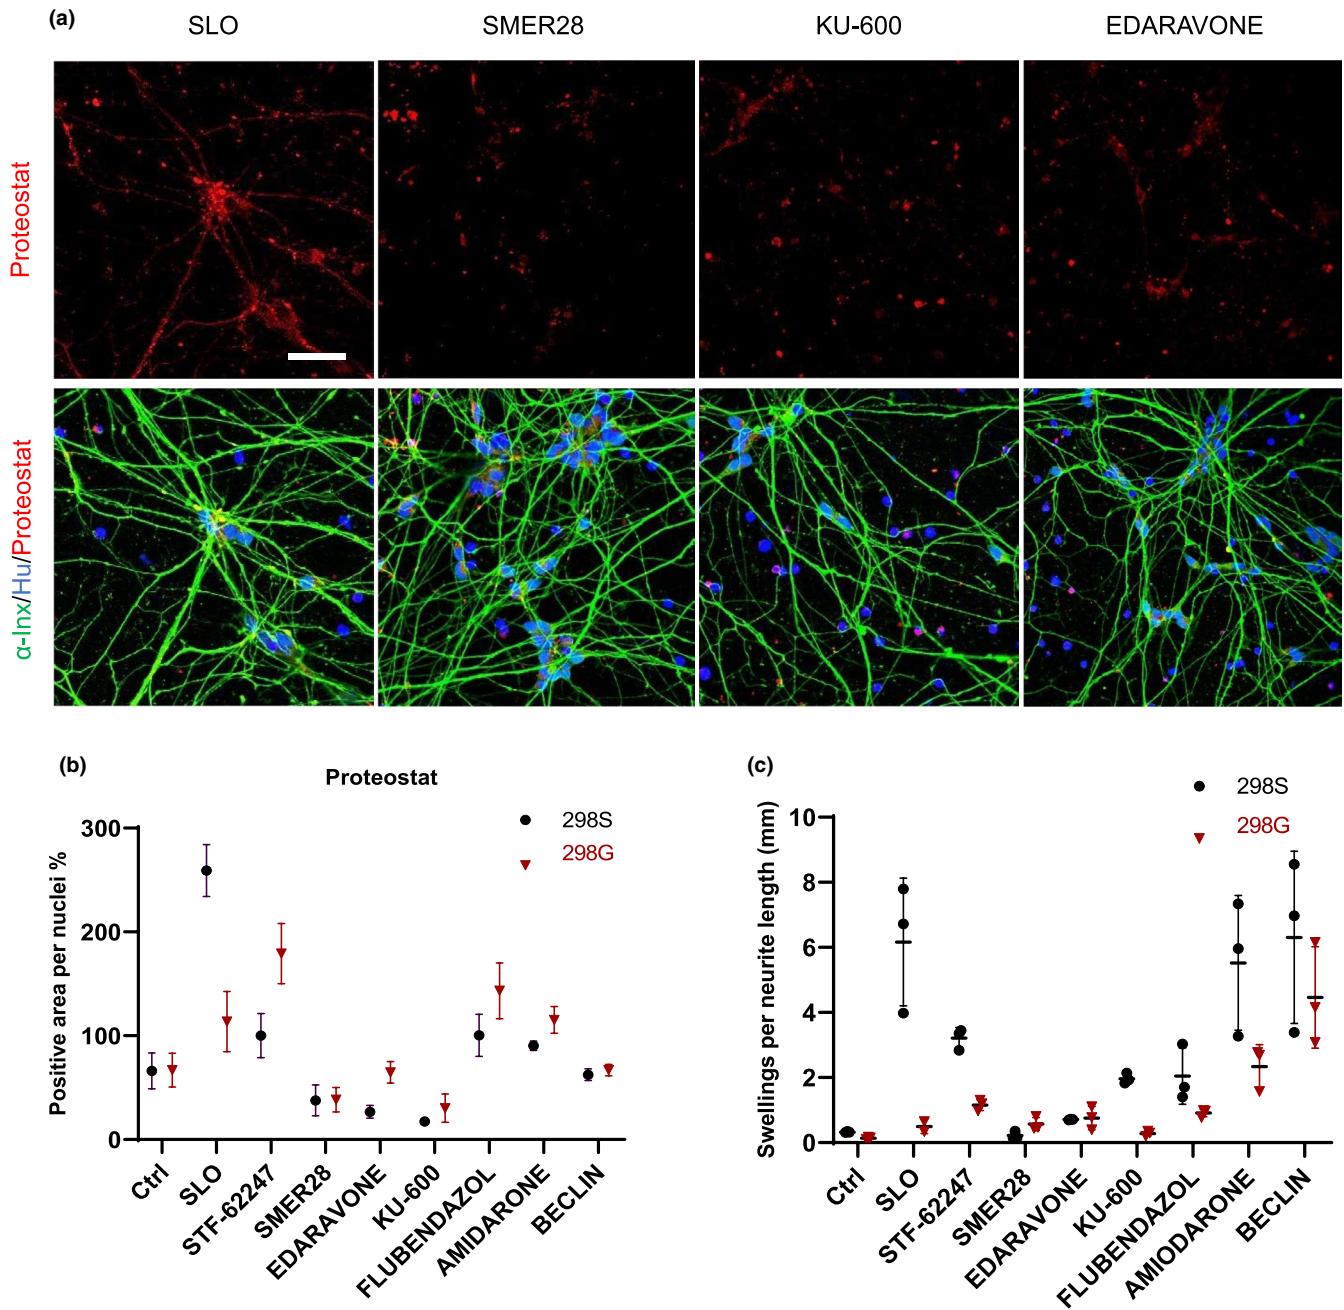 (a)
SLO
SMER28
KU-600
EDARAVONE
Proteostat
α-Inx/Hu/Proteostat
(b)
Proteostat
298S
298G
Positive area per nuclei %
300
200
100
0
Ctrl
SLO
STF-62247
SMER28
EDARAVONE
KU-600
FLUBENDAZOL
AMIDARONE
BECLIN
(c)
298S
298G
Swellings per neurite length (mm)
10
8
6
4
2
0
Ctrl
SLO
STF-62247
SMER28
EDARAVONE
KU-600
FLUBENDAZOL
AMIODARONE
BECLIN